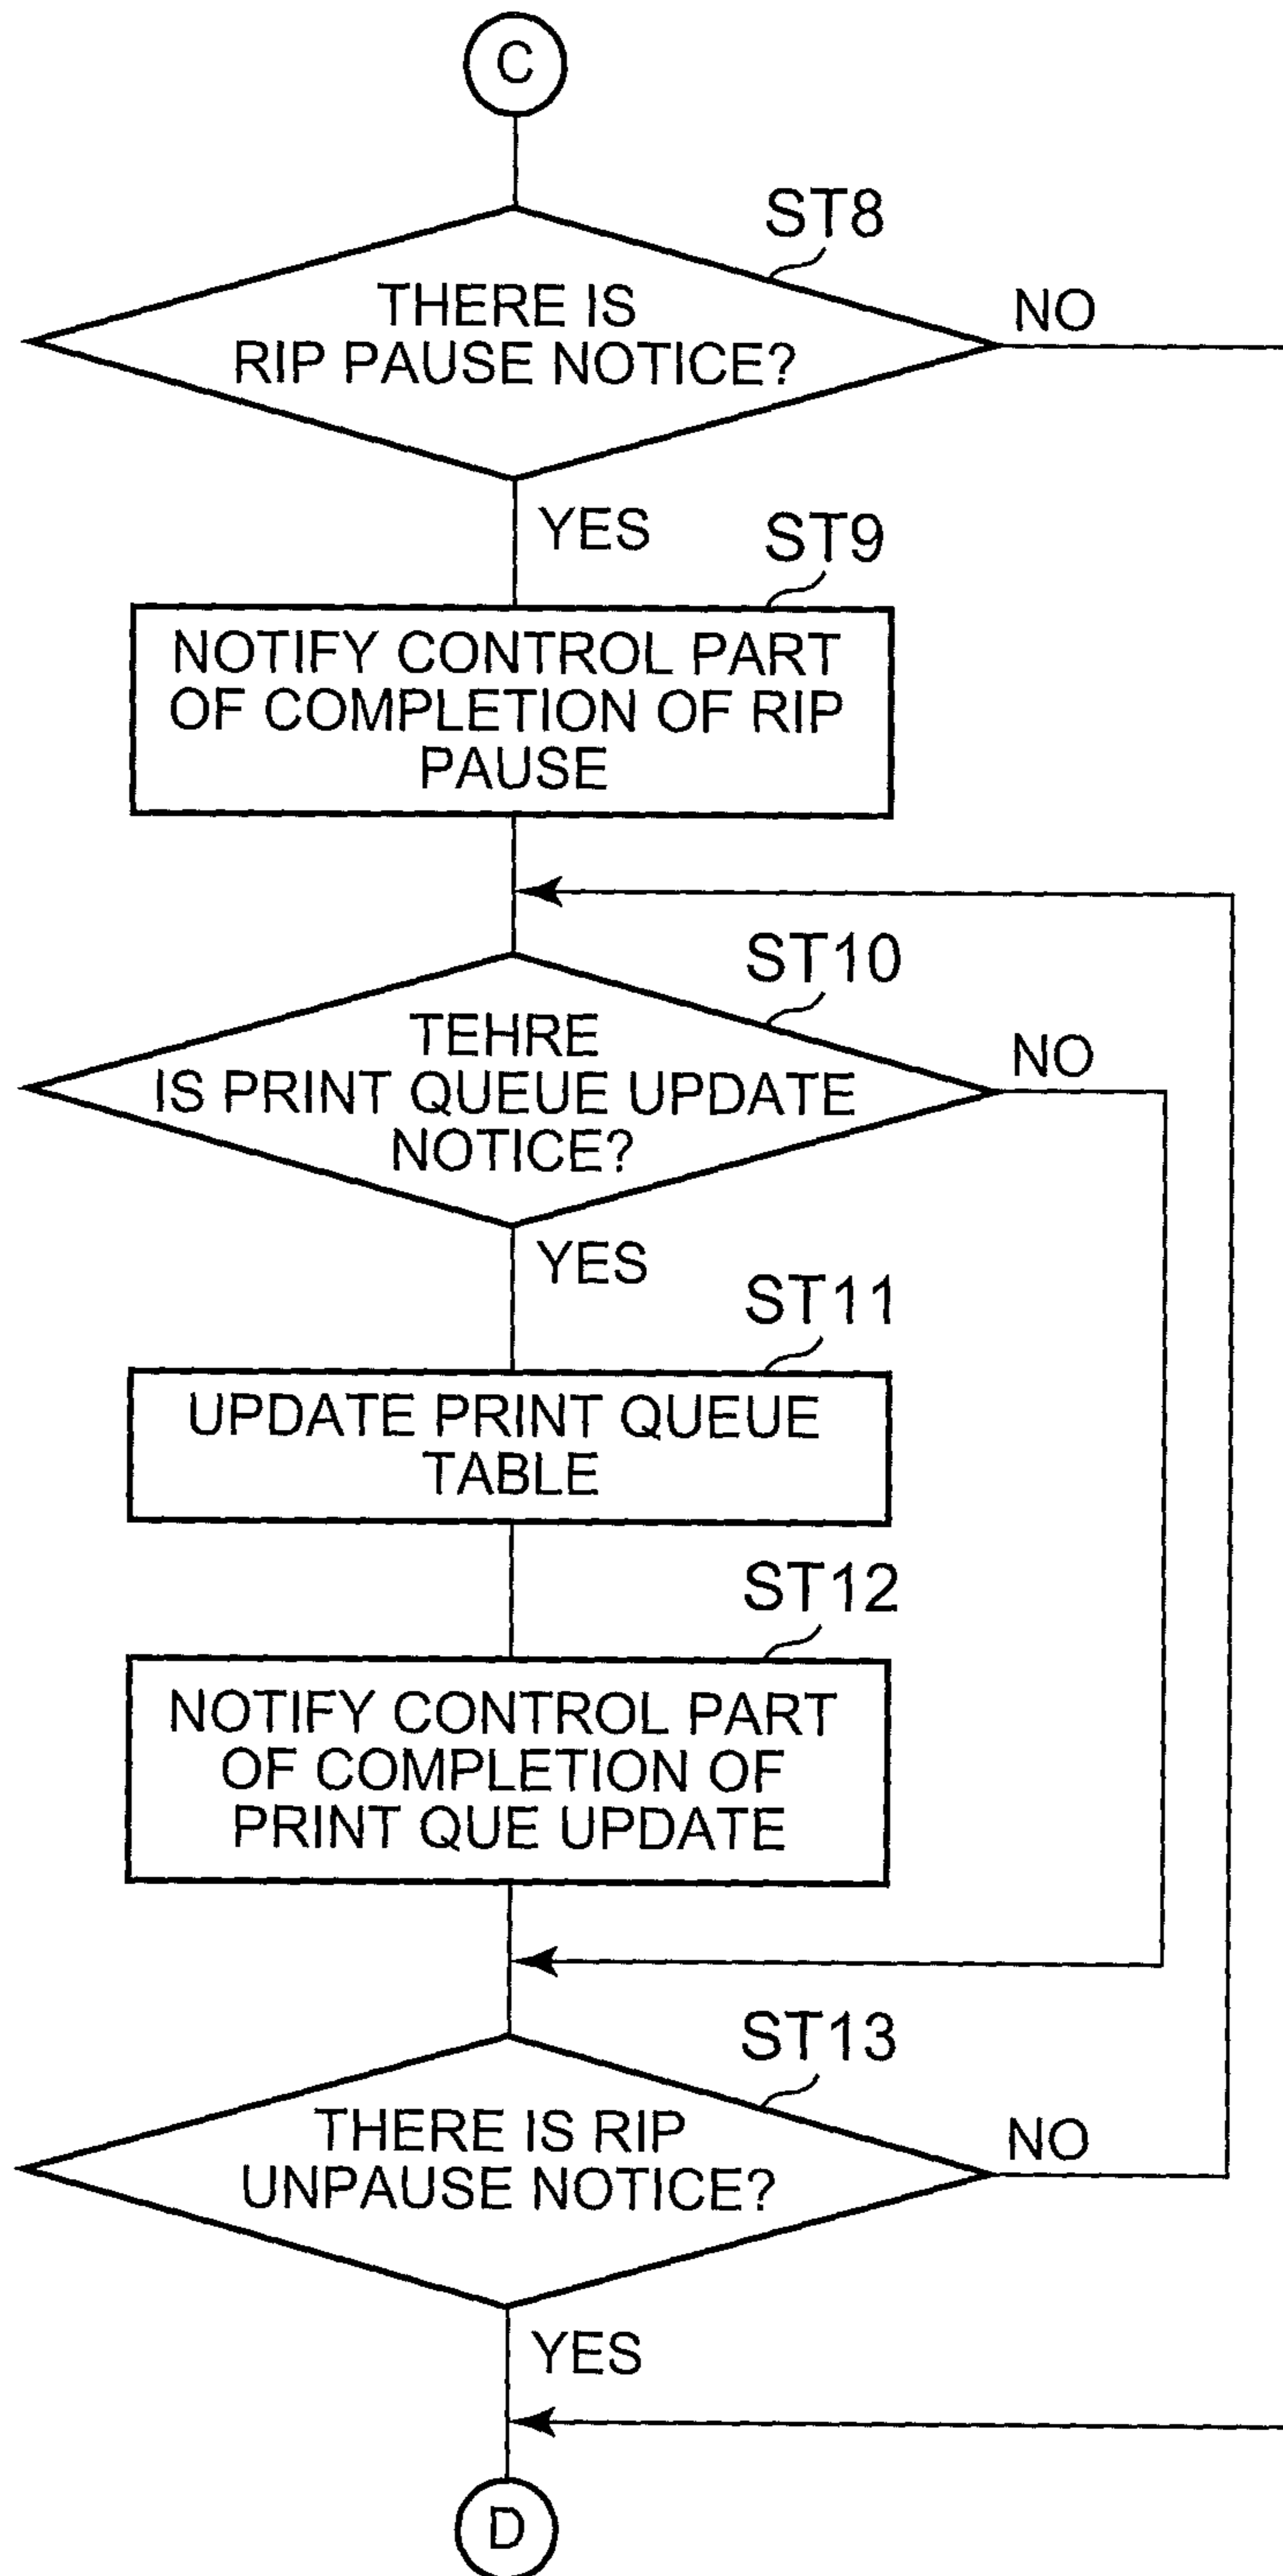 C
ST8
THERE IS
RIP PAUSE NOTICE?
NO
YES
ST9
NOTIFY CONTROL PART
OF COMPLETION OF RIP
PAUSE
ST10
TEHRE
IS PRINT QUEUE UPDATE
NOTICE?
NO
YES
ST11
UPDATE PRINT QUEUE
TABLE
ST12
NOTIFY CONTROL PART
OF COMPLETION OF
PRINT QUE UPDATE
ST13
THERE IS RIP
UNPAUSE NOTICE?
NO
YES
D